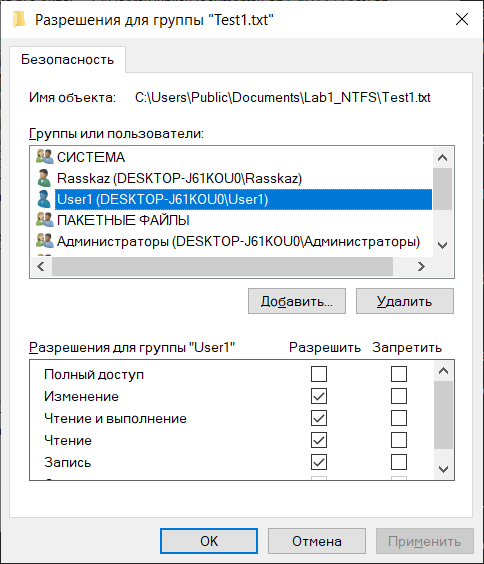 Разрешения для группы "Test1.txt"
Безопасность
Имя объекта: C:\Users\Public\Documents\Lab1_NTFS\Test1.txt
Группы или пользователи:
СИСТЕМА
Rasskaz (DESKTOP-J61KOU0\Rasskaz)
User1 (DESKTOP-J61KOU0\User1)
ПАКЕТНЫЕ ФАЙЛЫ
Администраторы (DESKTOP-J61KOU0\Администраторы)
Добавить... Удалить
Разрешения для группы "User1" Разрешить Запретить
Полный доступ
Изменение
Чтение и выполнение
Чтение
Запись
OK Отмена Применить